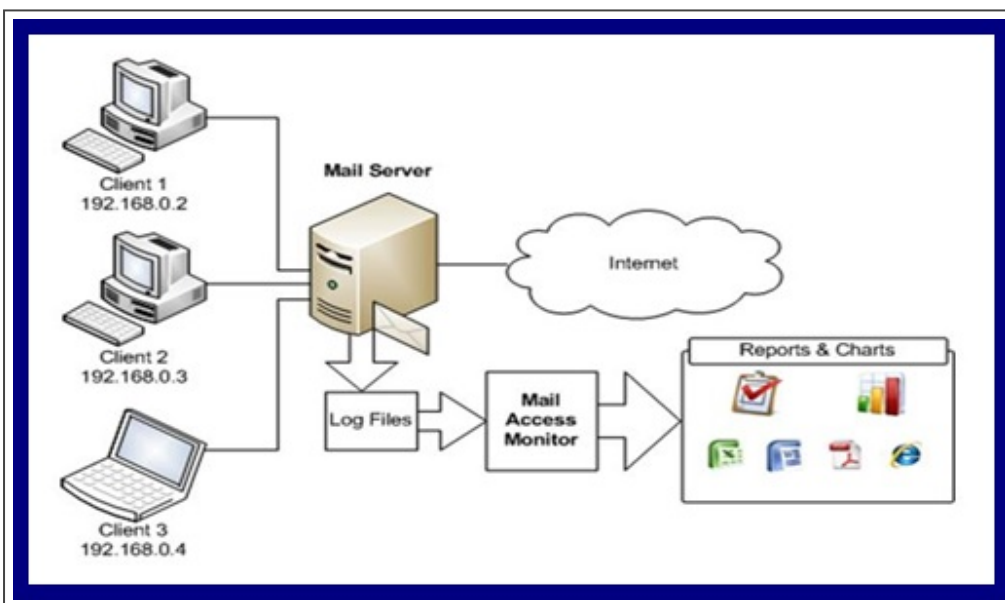 Client 1
192.168.0.2
Mail Server
Internet
Client 2
192.168.0.3
Reports & Charts
Log Files
Mail
Access
Monitor
Client 3
192.168.0.4